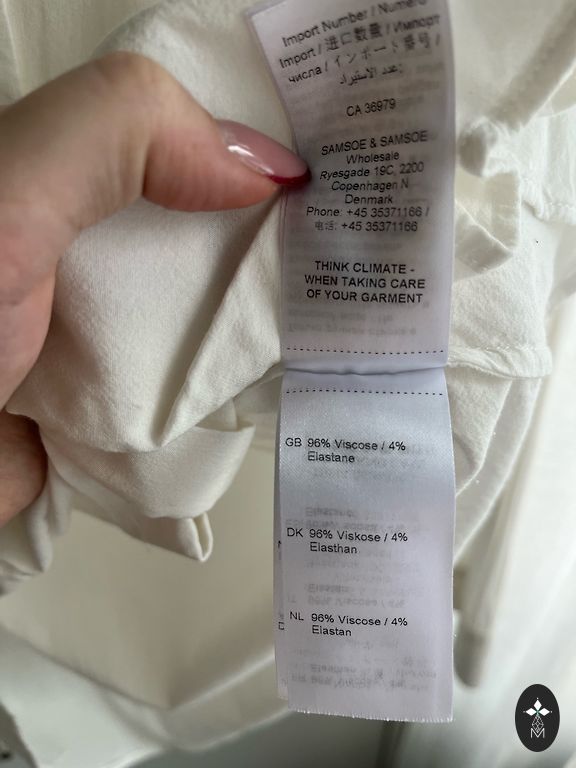 Import Number / Numéro
Import / 进口数量 / Импорт
числа / インポート番号 /
عدد الاستيراد:
CA 36979
SAMSOE & SAMSOE
Wholesale
Ryesgade 19C, 2200
Copenhagen N
Denmark
Phone: +45 35371166 /
电话: +45 35371166
THINK CLIMATE -
WHEN TAKING CARE
OF YOUR GARMENT
GB 96% Viscose / 4%
Elastane
DK 96% Viskose / 4%
Elasthan
NL 96% Viscose / 4%
Elastan